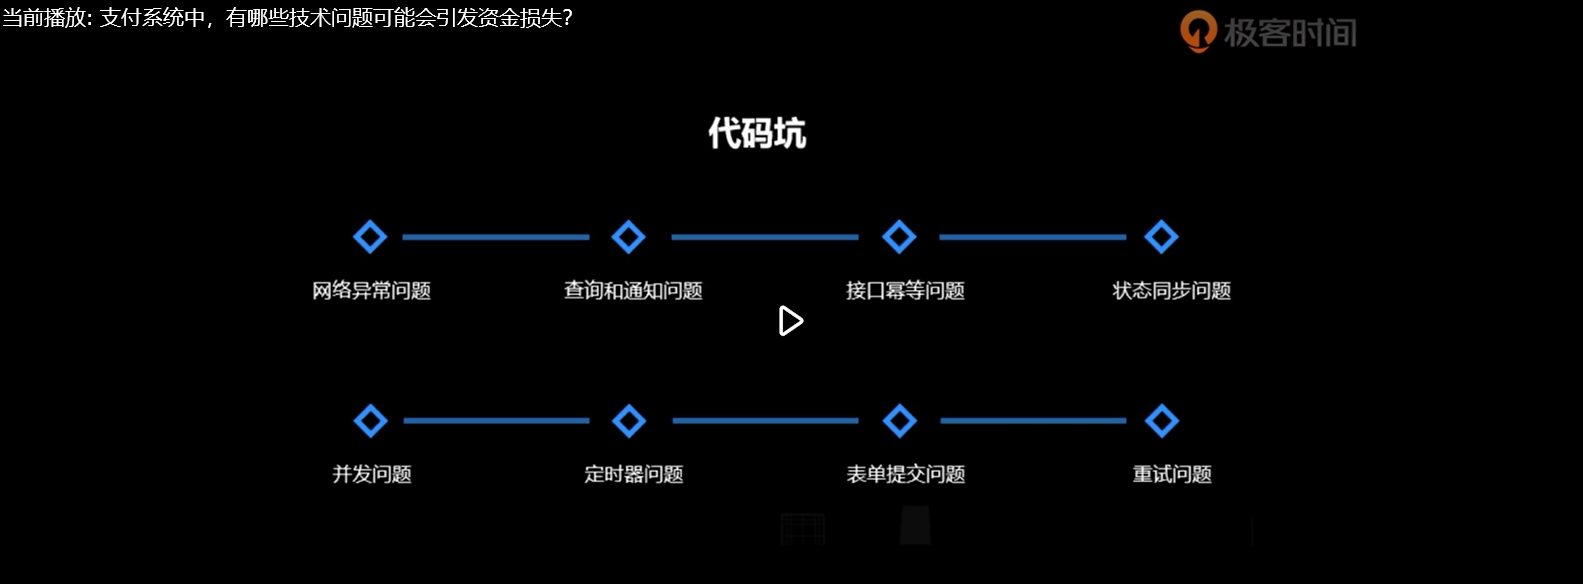 当前播放: 支付系统中，有哪些技术问题可能会引发资金损失?
极客时间
代码坑
网络异常问题
查询和通知问题
接口幂等问题
状态同步问题
并发问题
定时器问题
表单提交问题
重试问题